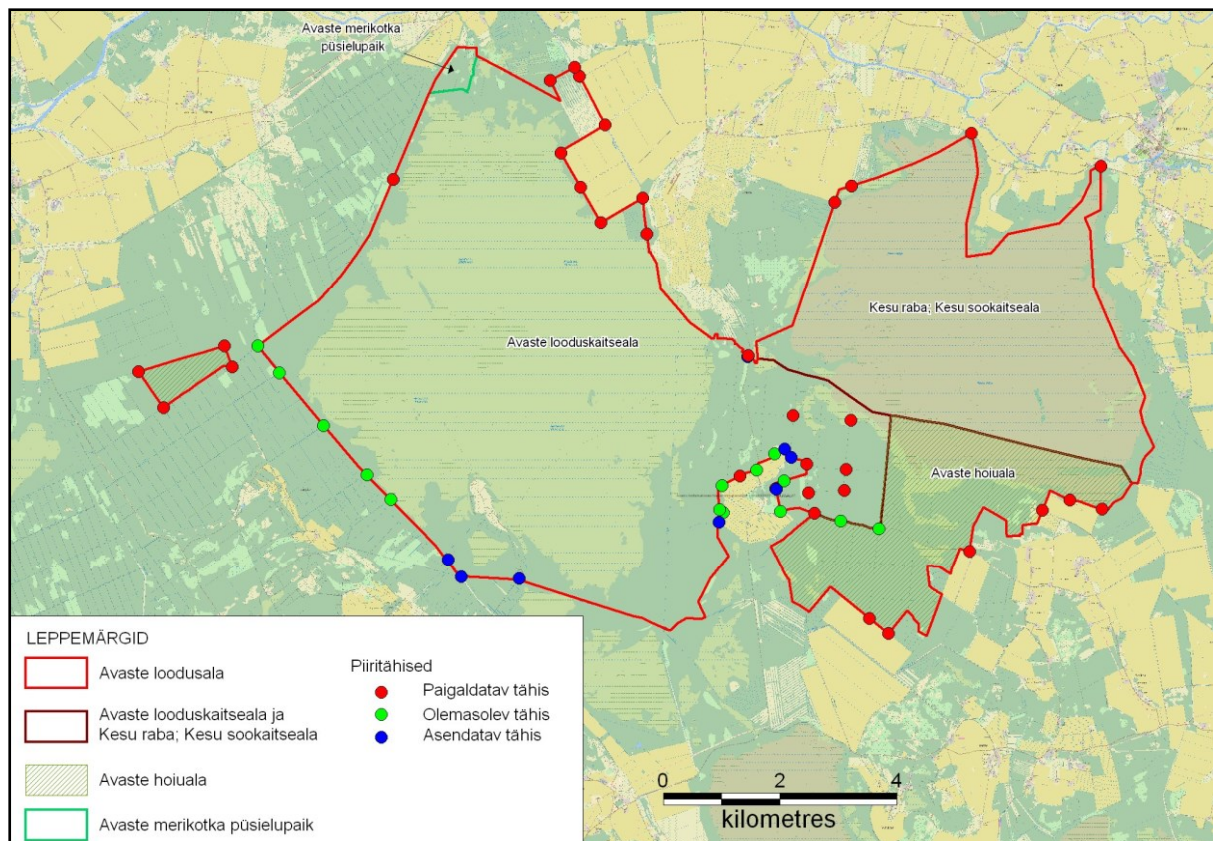 Avaste merikotka
püsielupaik
Kesu raba; Kesu sookaitseala
Avaste looduskaitseala
Avaste hoiuala
LEPPEMÄRGID
Avaste loodusala
Avaste looduskaitseala ja
Kesu raba; Kesu sookaitseala
Avaste hoiuala
Avaste merikotka püsielupaik
Piiritähised
Paigaldatav tähis
Olemasolev tähis
Asendatav tähis
0 2 4
kilometres